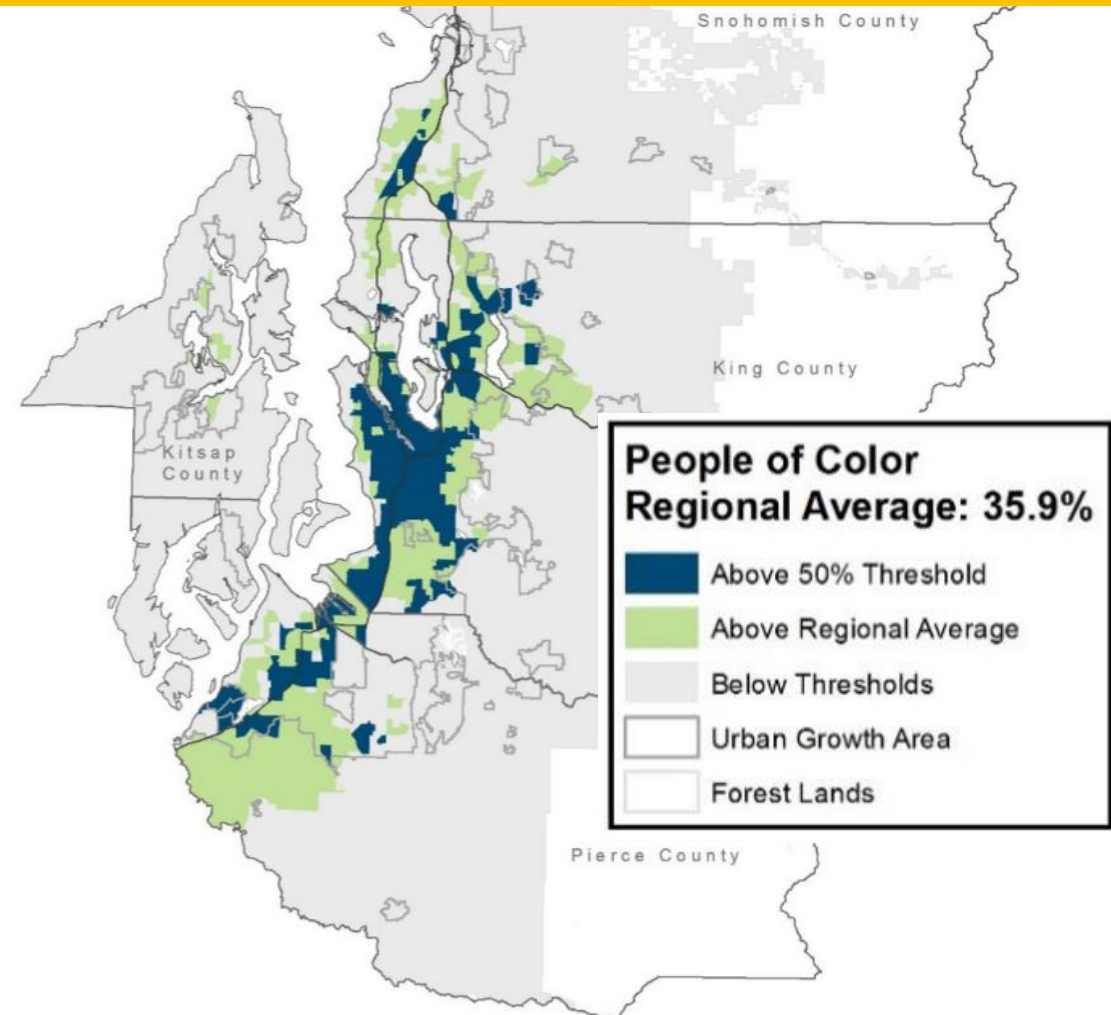 Snohomish County
King County
Kitsap
County
People of Color
Regional Average: 35.9%
Above 50% Threshold
Above Regional Average
Below Thresholds
Urban Growth Area
Forest Lands
Pierce County